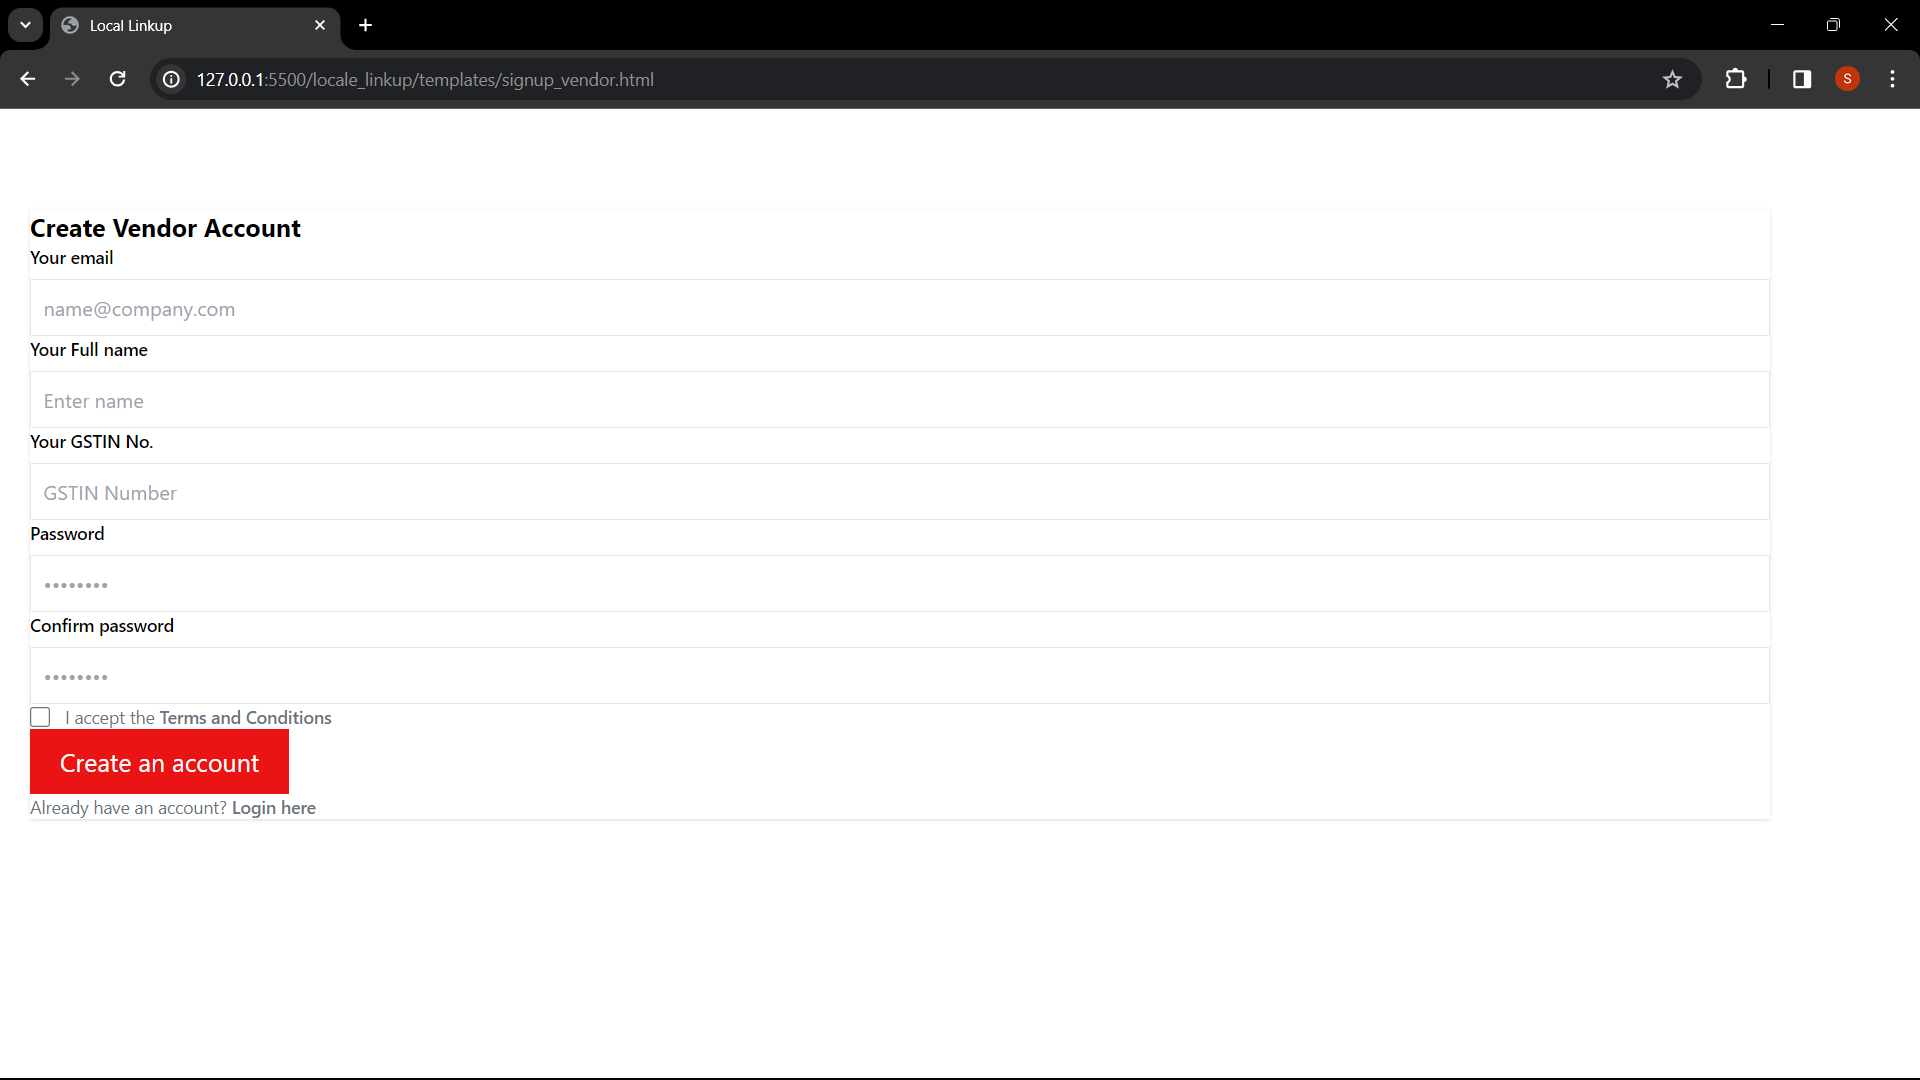 Local Linkup
127.0.0.1:5500/locale_linkup/templates/signup_vendor.html
S
Create Vendor Account
Your email
name@company.com
Your Full name
Enter name
Your GSTIN No.
GSTIN Number
Password
••••••••
Confirm password
••••••••
I accept the Terms and Conditions
Create an account
Already have an account? Login here